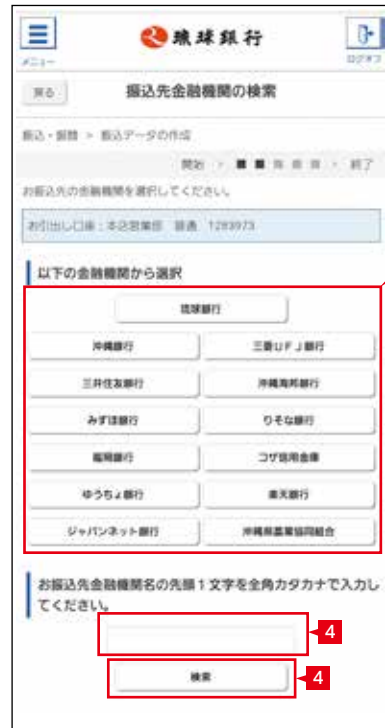 琉球銀行
メニュー
ログオフ
戻る
振込先金融機関の検索
振込・振替 > 振込データの作成
開始 > ■ ■ ■ ■ ■ > 終了
お振込先の金融機関を選択してください。
お引出し口座:本店営業部 普通 1283973
以下の金融機関から選択
琉球銀行
沖縄銀行
三菱UFJ銀行
三井住友銀行
沖縄海邦銀行
みずほ銀行
りそな銀行
福岡銀行
コザ信用金庫
ゆうちょ銀行
楽天銀行
ジャパンネット銀行
沖縄県農業協同組合
お振込先金融機関名の先頭1文字を全角カタカナで入力し
てください。
4
検索
4